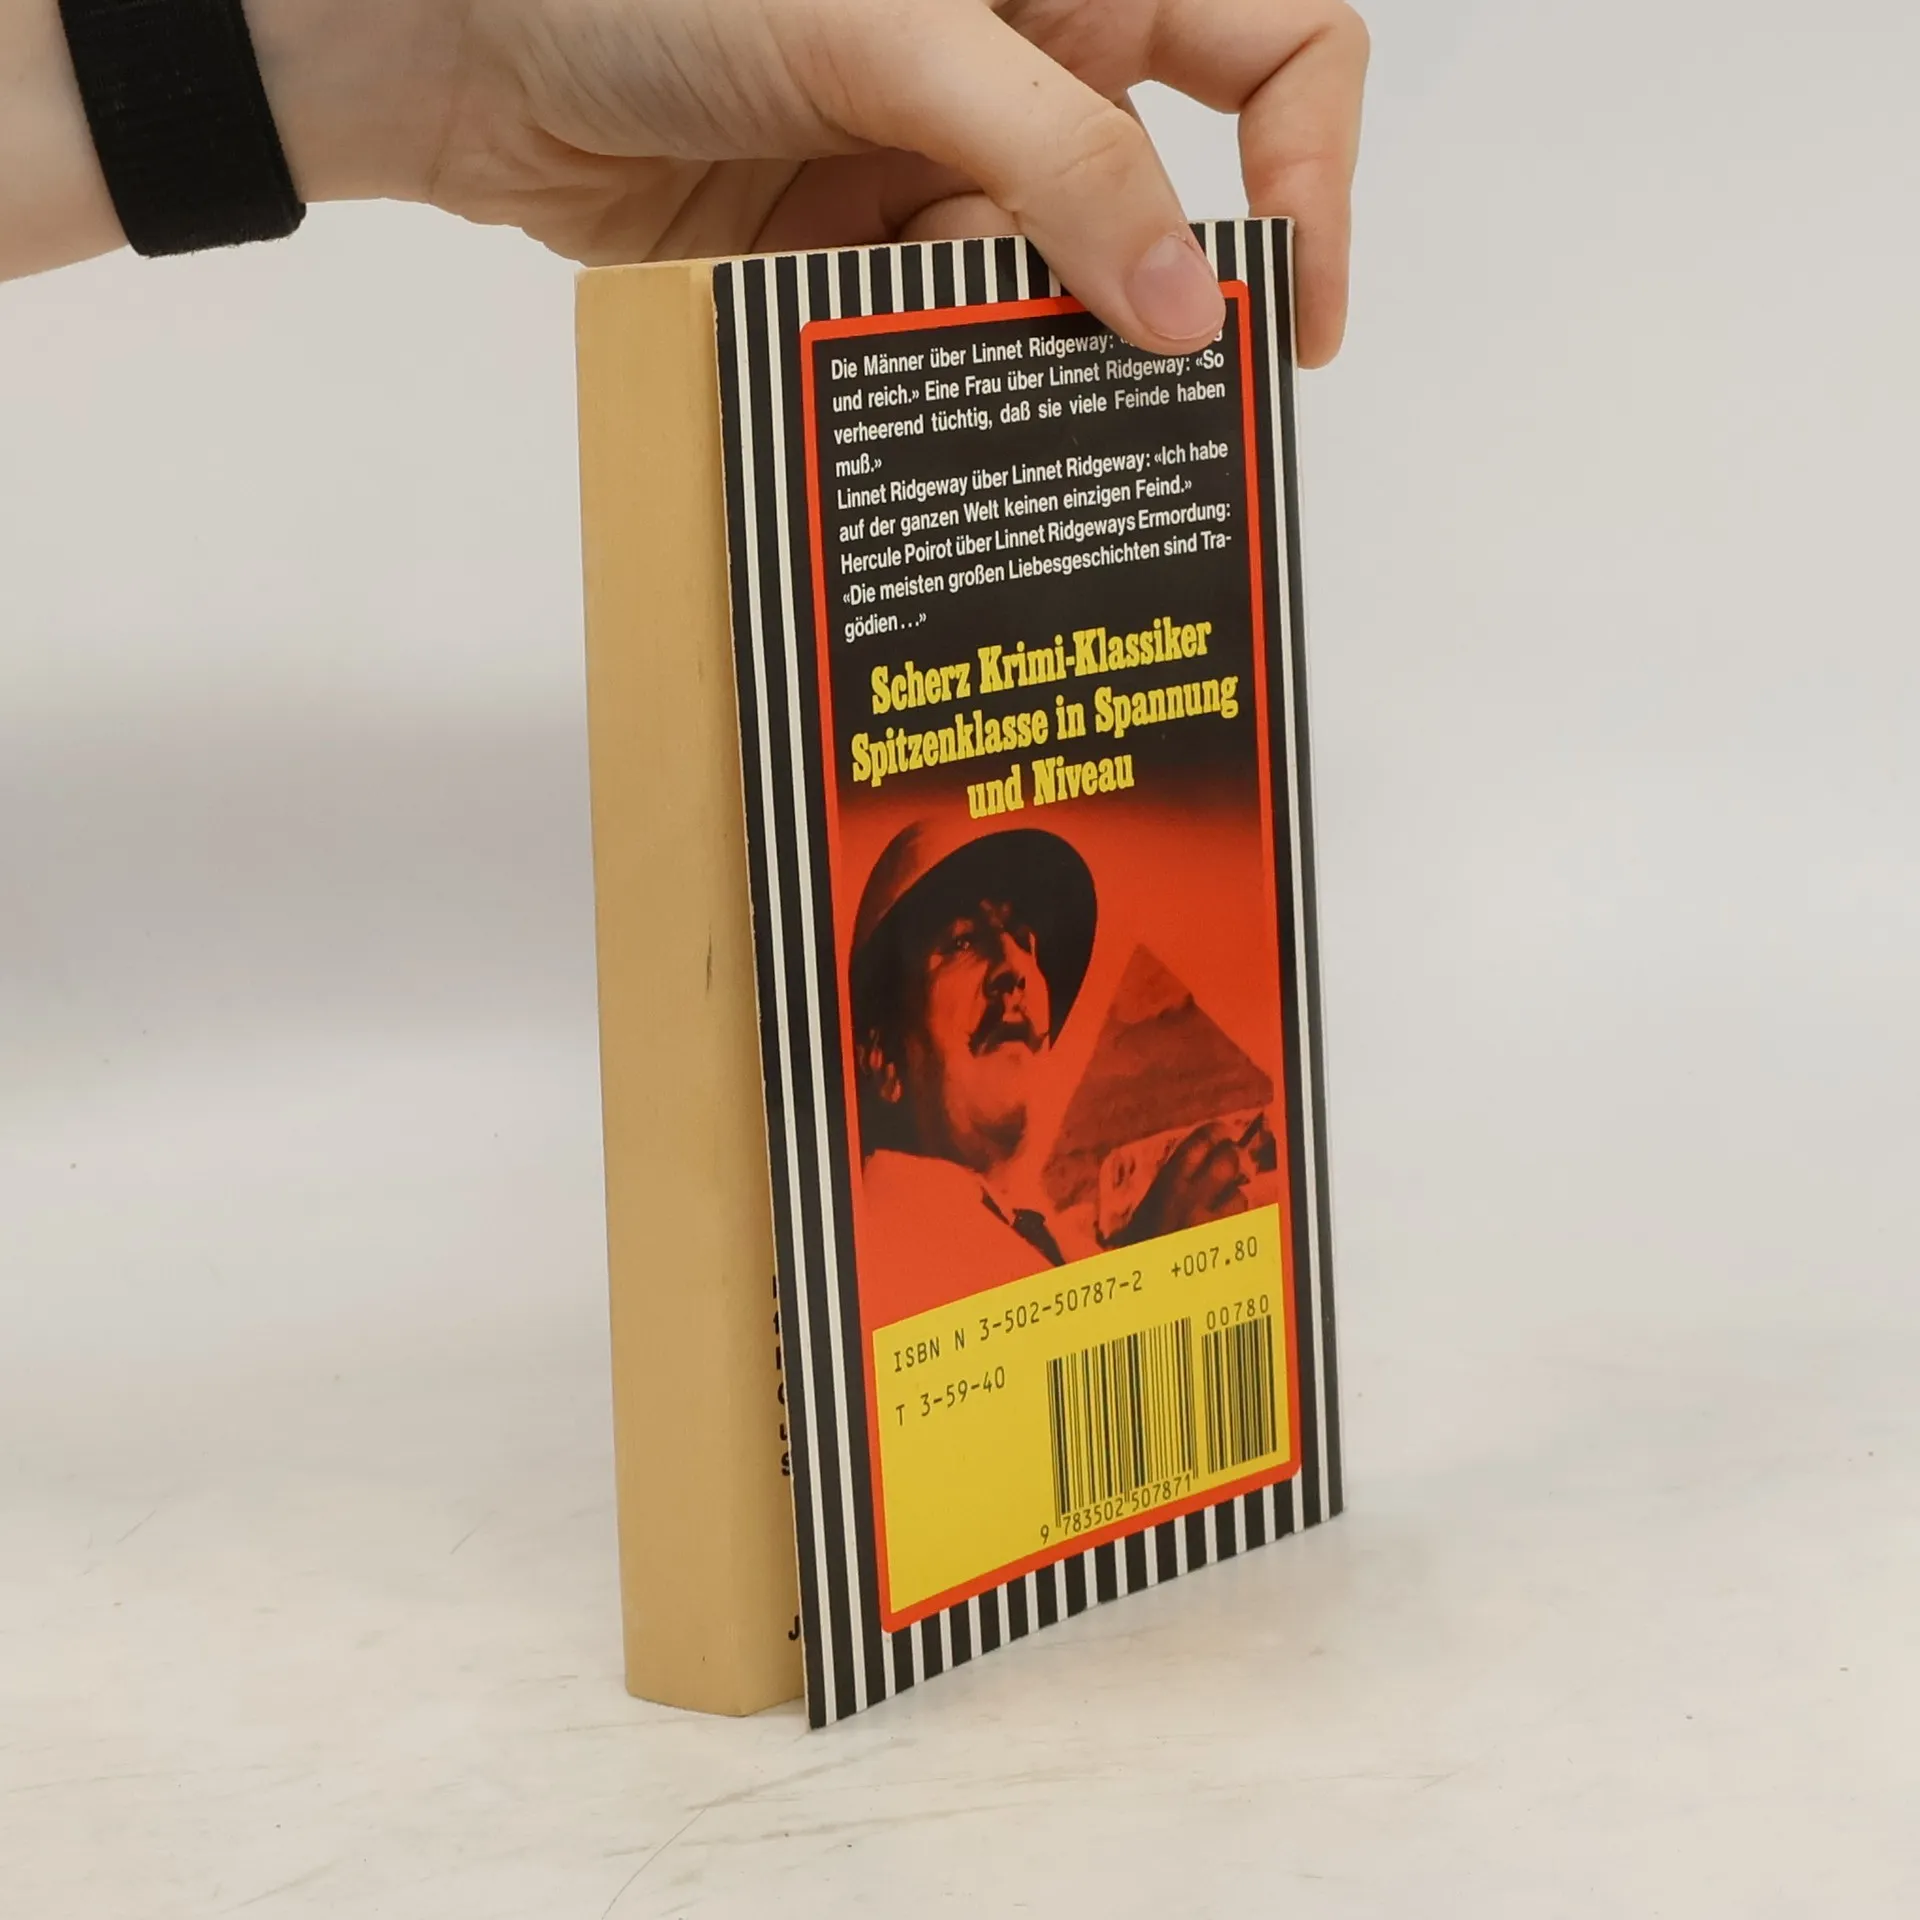 Die Männer über Linnet Ridgeway:
und reich.» Eine Frau über Linnet Ridgeway: «So
verheerend tüchtig, daß sie viele Feinde haben
muß.»
Linnet Ridgeway über Linnet Ridgeway: «Ich habe
auf der ganzen Welt keinen einzigen Feind.»
Hercule Poirot über Linnet Ridgeways Ermordung:
«Die meisten großen Liebesgeschichten sind Tra-
gödien...»
Scherz Krimi-Klassiker
Spitzenklasse in Spannung
und Niveau
ISBN N 3-502-50787-2 +007.80
T 3-59-40
00780
9 783502 507871